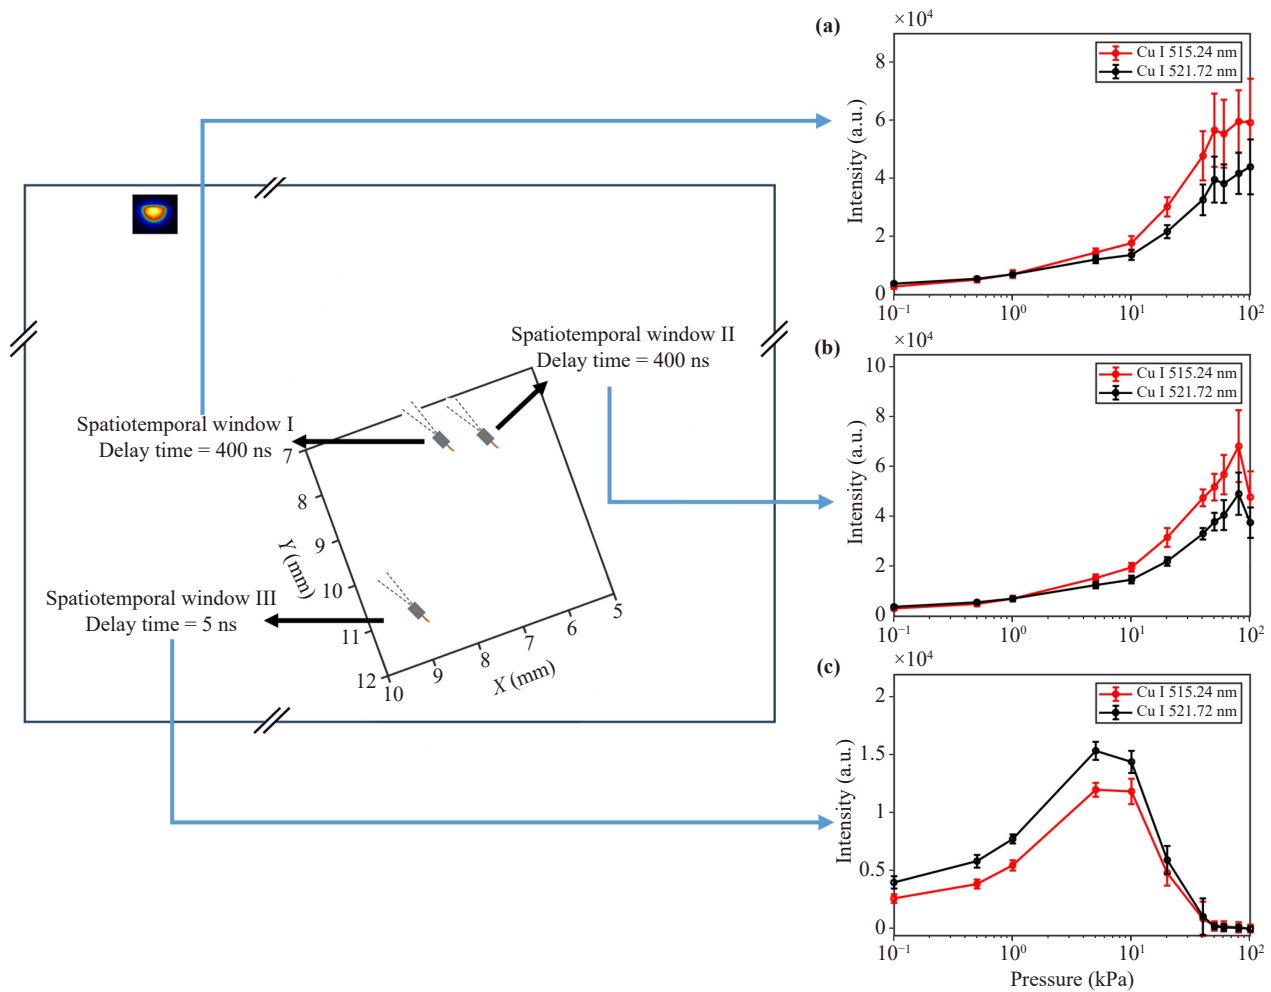 (a)
×10⁴
Cu I 515.24 nm
Cu I 521.72 nm
Intensity (a.u.)
8
6
4
2
0
10⁻¹
10⁰
10¹
10²
Spatiotemporal window I
Delay time = 400 ns
Spatiotemporal window II
Delay time = 400 ns
Spatiotemporal window III
Delay time = 5 ns
7
8
9
10
11
12
Y (mm)
10
9
8
7
6
5
X (mm)
(b)
×10⁴
Cu I 515.24 nm
Cu I 521.72 nm
Intensity (a.u.)
10
8
6
4
2
0
10⁻¹
10⁰
10¹
10²
(c)
×10⁴
Cu I 515.24 nm
Cu I 521.72 nm
Intensity (a.u.)
2
1.5
1
0.5
0
10⁻¹
10⁰
10¹
10²
Pressure (kPa)